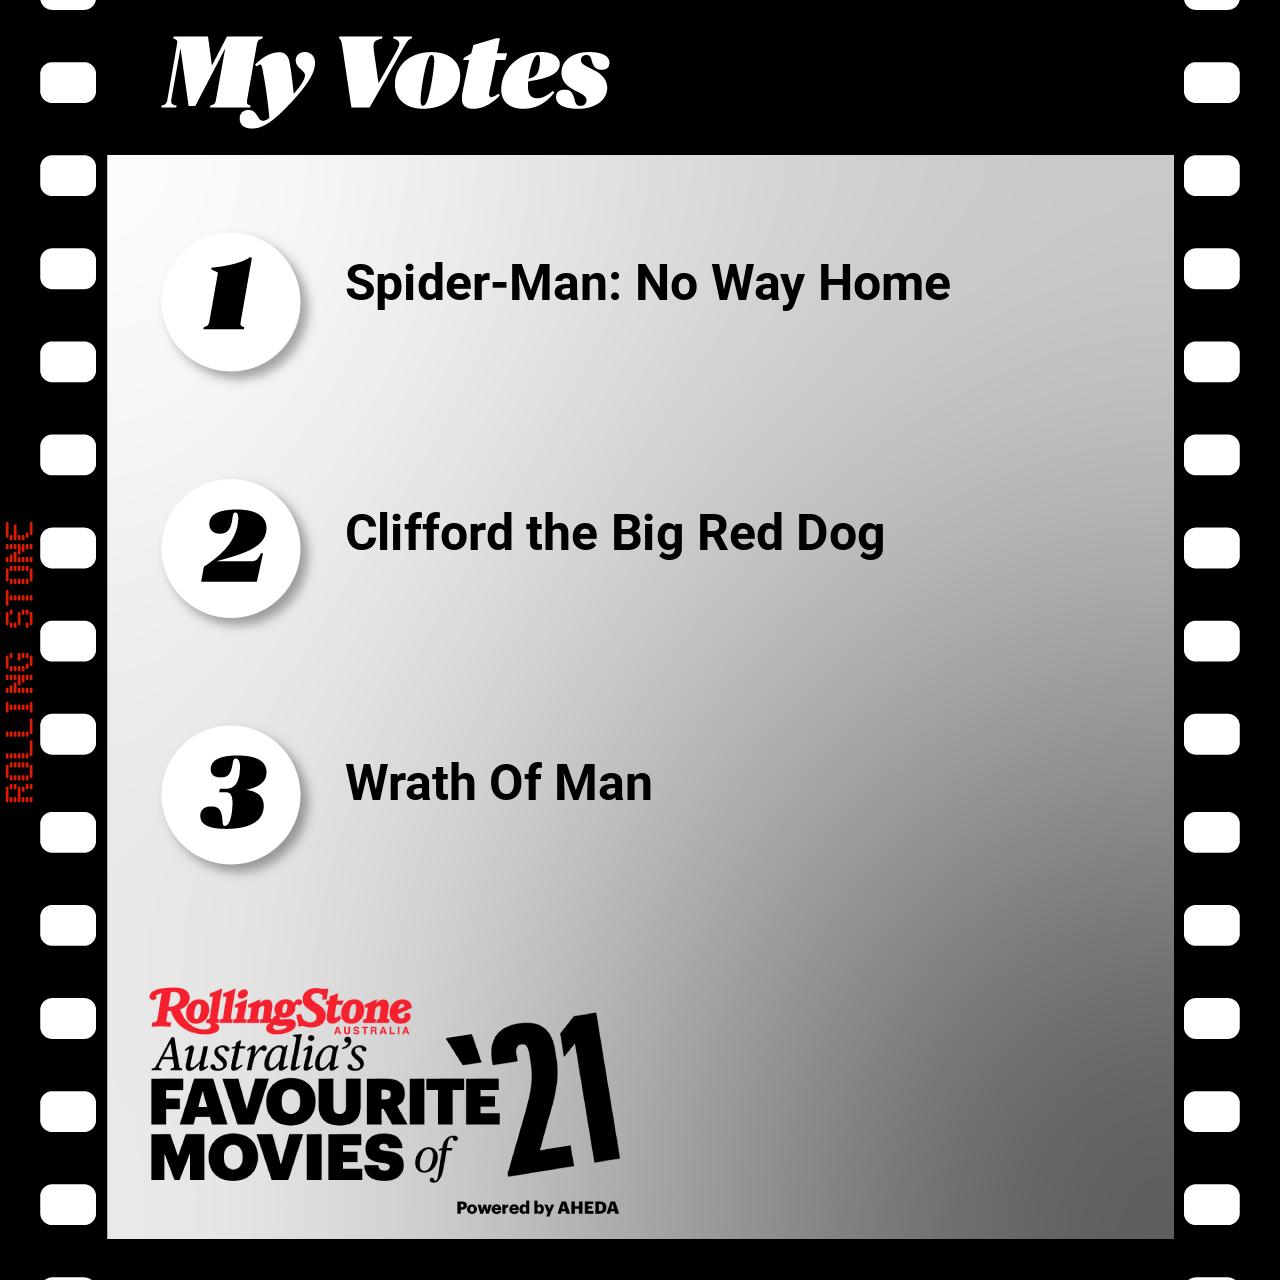 My Votes
1
Spider-Man: No Way Home
2
Clifford the Big Red Dog
3
Wrath Of Man
ROLLING STONE
RollingStone
AUSTRALIA
Australia's
FAVOURITE
MOVIES of
'21
Powered by AHEDA